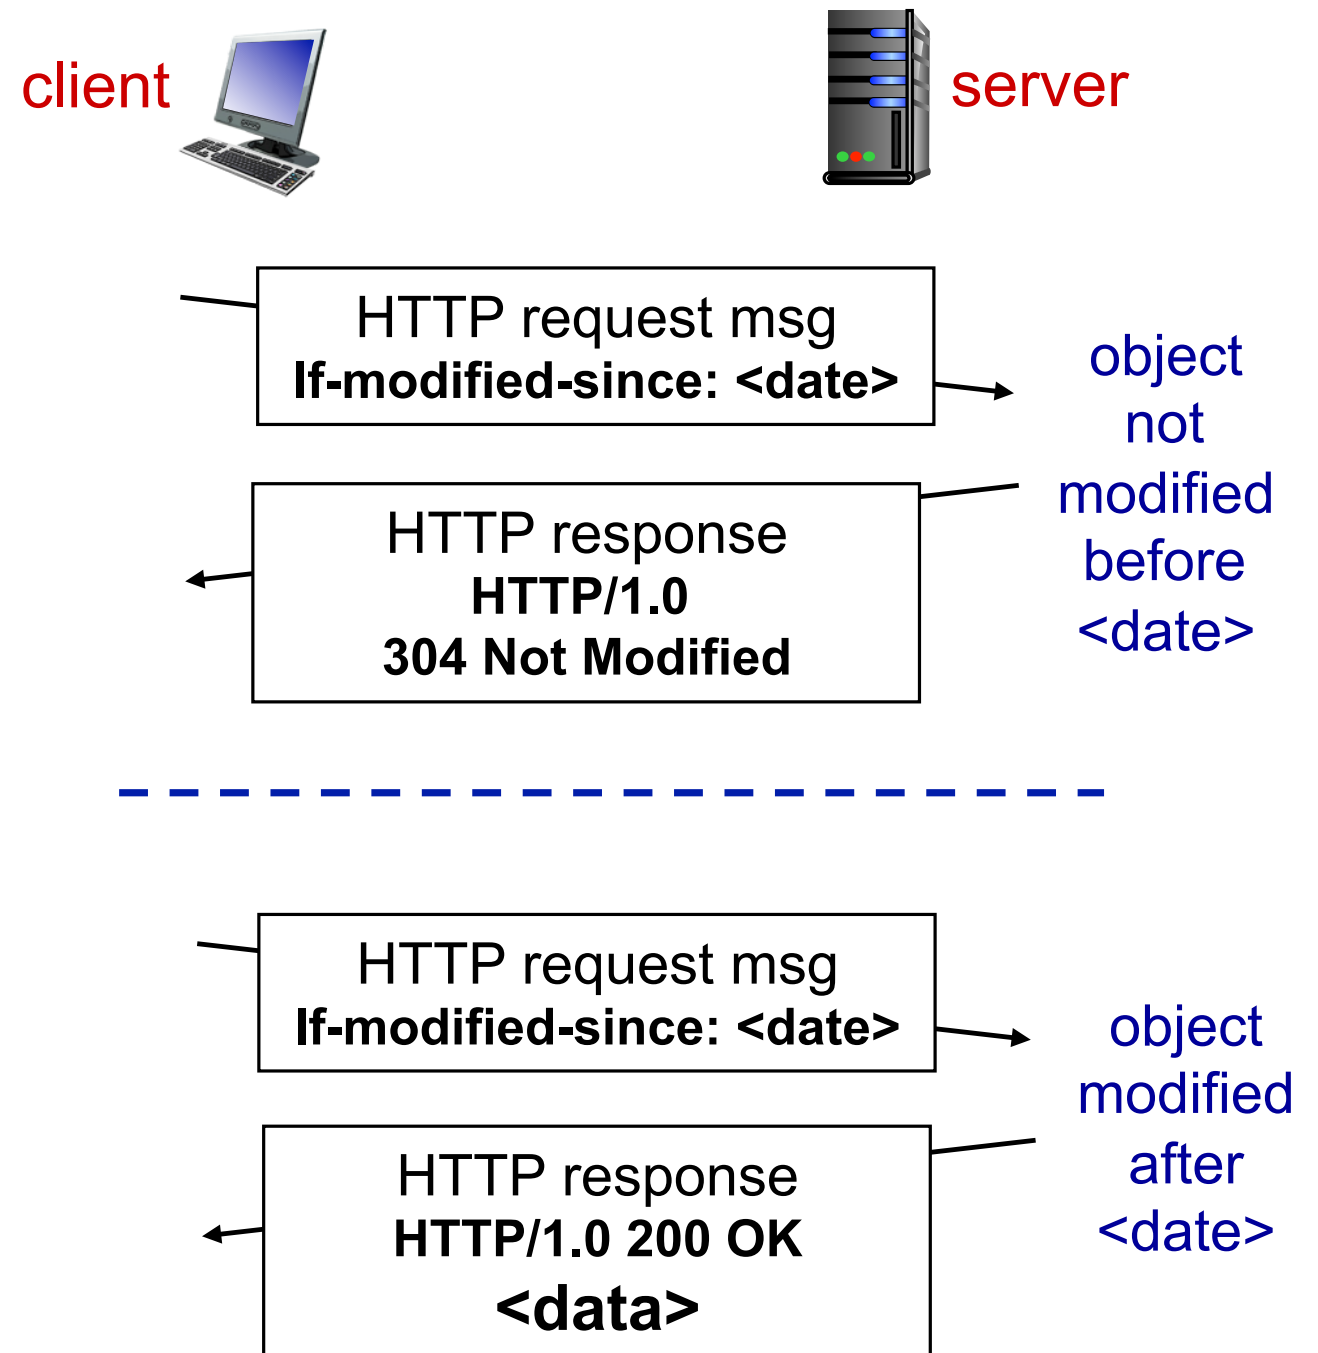 client
server
HTTP request msg
If-modified-since: <date>
object
not
modified
before
<date>
HTTP response
HTTP/1.0
304 Not Modified
HTTP request msg
If-modified-since: <date>
object
modified
after
<date>
HTTP response
HTTP/1.0 200 OK
<data>